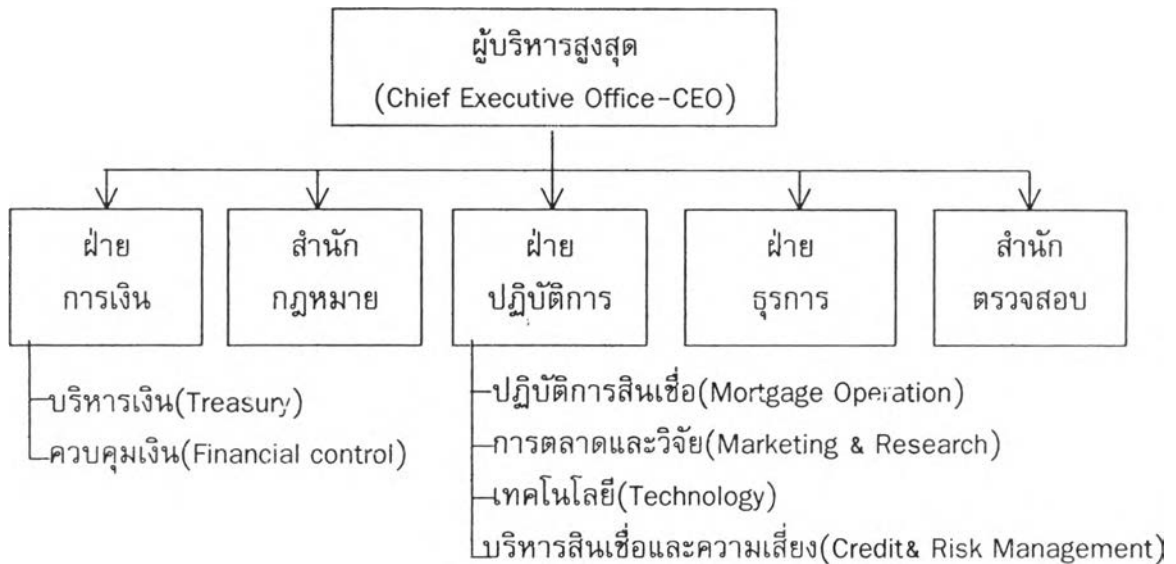 ผู้บริหารสูงสุด
(Chief Executive Office-CEO)
ฝ่าย
การเงิน
สำนัก
กฎหมาย
ฝ่าย
ปฏิบัติการ
ฝ่าย
ธุรการ
สำนัก
ตรวจสอบ
บริหารเงิน(Treasury)
ควบคุมเงิน(Financial control)
ปฏิบัติการสินเชื่อ(Mortgage Operation)
การตลาดและวิจัย(Marketing & Research)
เทคโนโลยี(Technology)
บริหารสินเชื่อและความเสี่ยง(Credit& Risk Management)